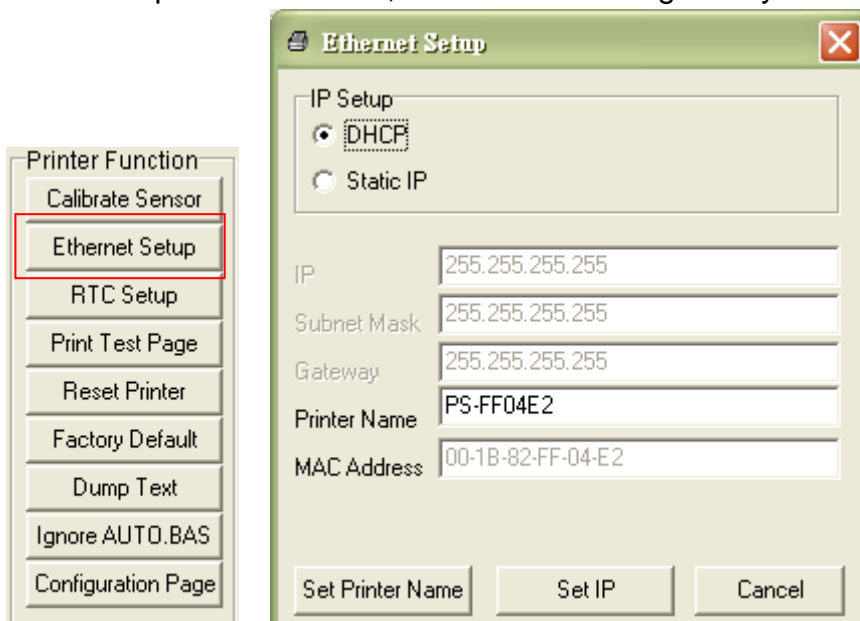 Ethernet Setup
Printer Function
Calibrate Sensor
Ethernet Setup
RTC Setup
Print Test Page
Reset Printer
Factory Default
Dump Text
Ignore AUTO.BAS
Configuration Page
IP Setup
DHCP
Static IP
IP 255.255.255.255
Subnet Mask 255.255.255.255
Gateway 255.255.255.255
Printer Name PS-FF04E2
MAC Address 00-1B-82-FF-04-E2
Set Printer Name
Set IP
Cancel